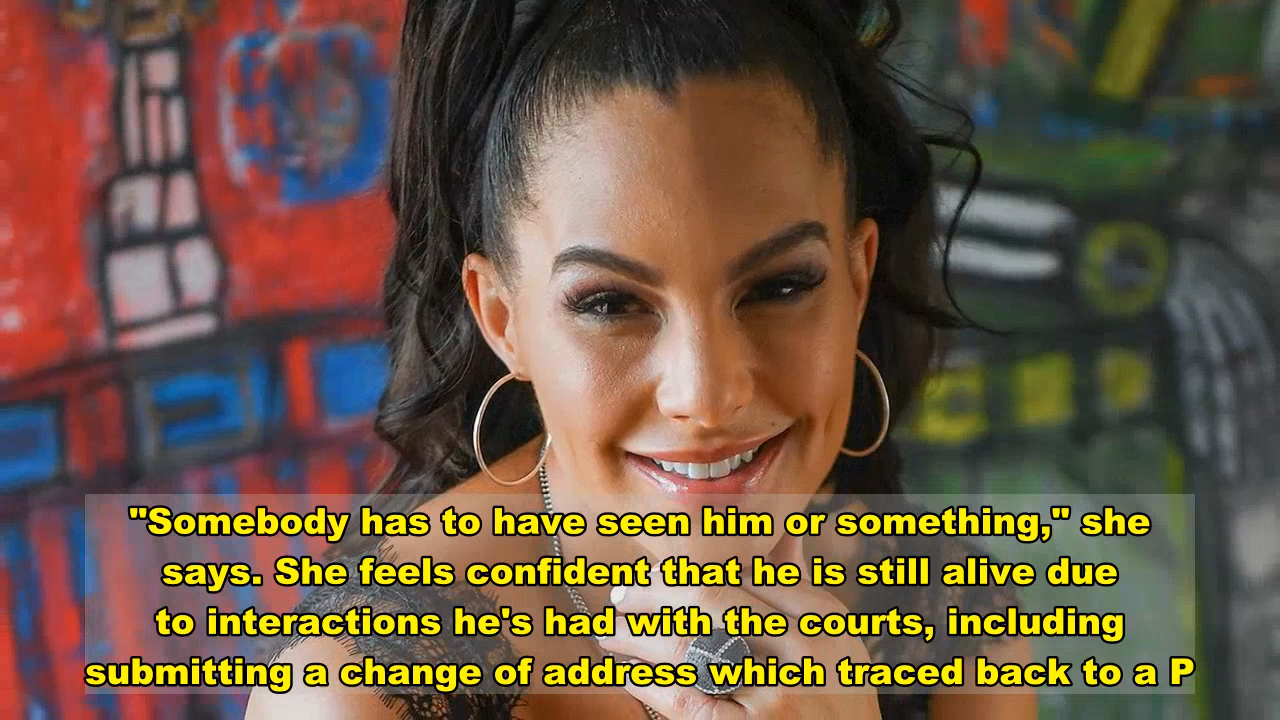 "Somebody has to have seen him or something," she
says. She feels confident that he is still alive due
to interactions he's had with the courts, including
submitting a change of address which traced back to a P